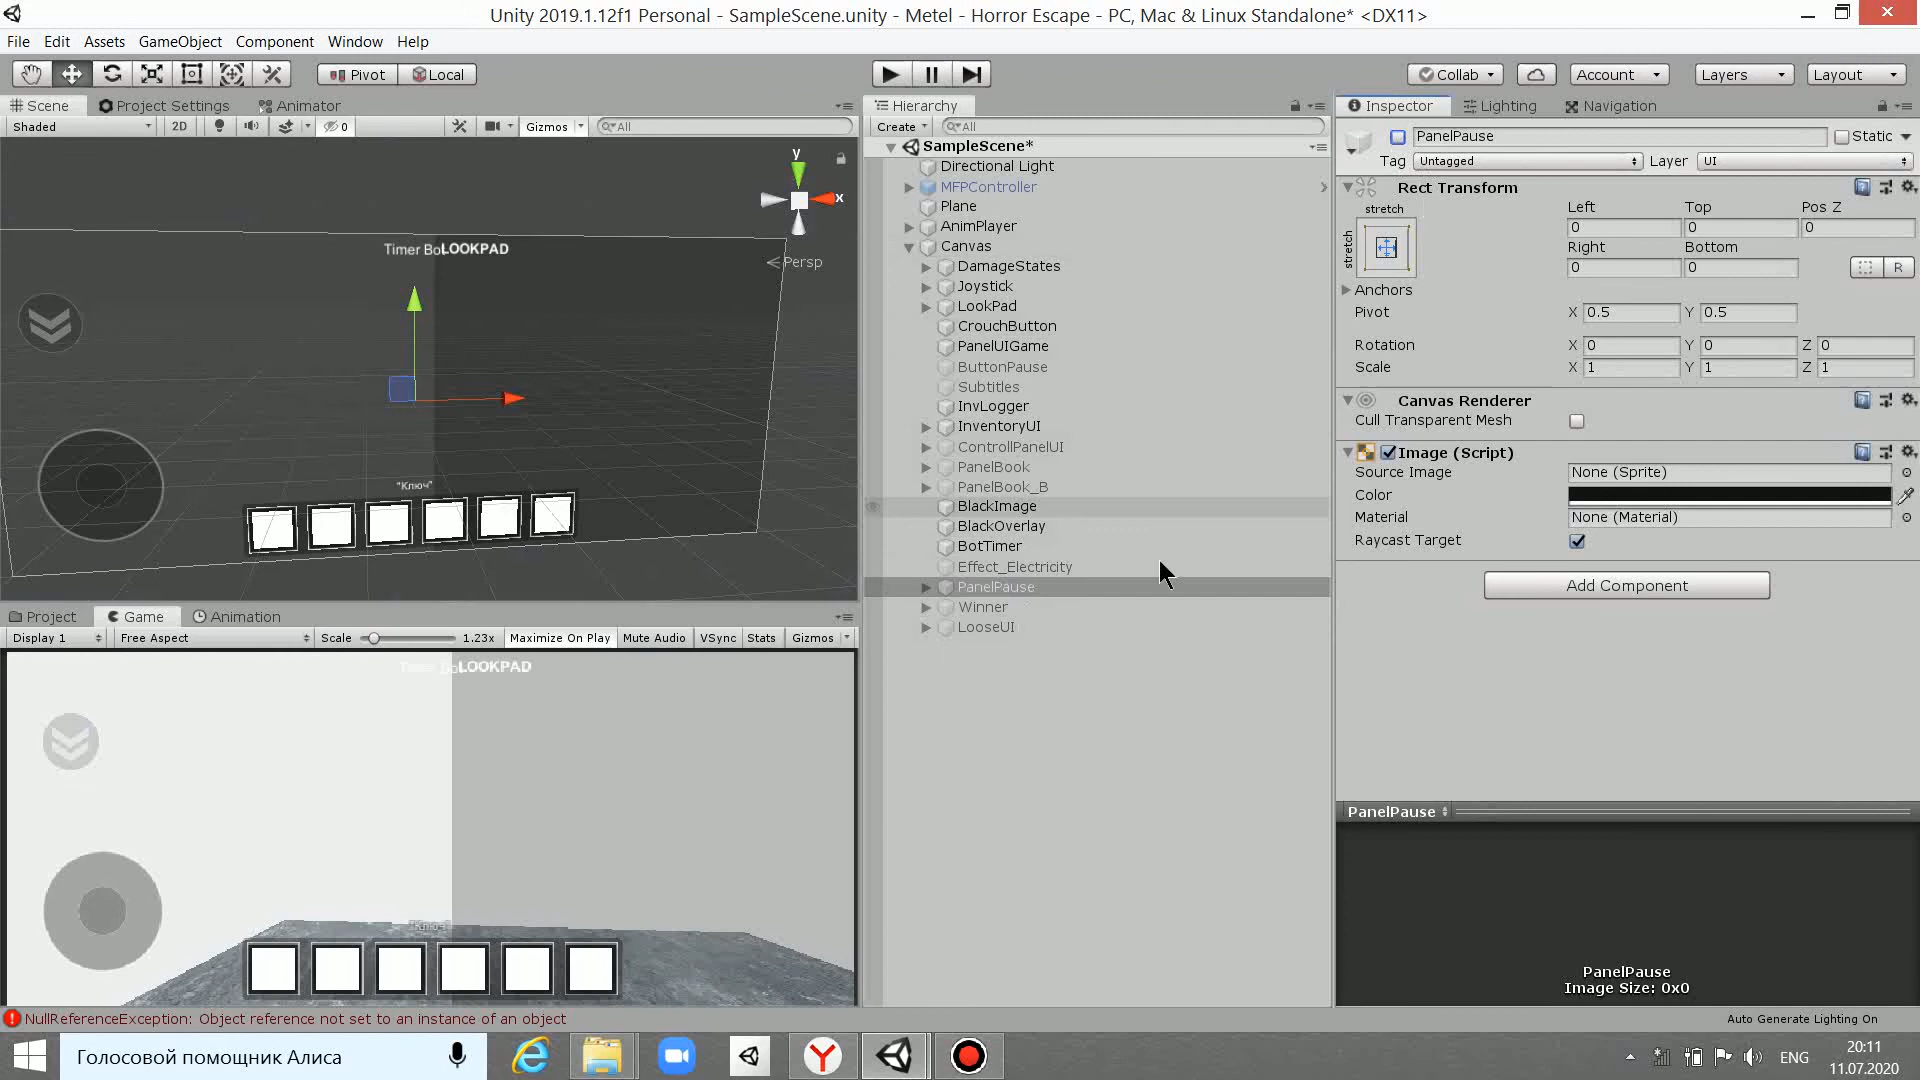 Unity 2019.1.12f1 Personal - SampleScene.unity - Metel - Horror Escape - PC, Mac & Linux Standalone* <DX11>
File Edit Assets GameObject Component Window Help
Pivot Local Collab Account Layers Layout
Scene Project Settings Animator
Shaded 2D 0 Gizmos All
y
x
Persp
Timer Bo LOOKPAD
"Ключ"
Hierarchy
Create All
SampleScene*
Directional Light
MFPController
Plane
AnimPlayer
Canvas
DamageStates
Joystick
LookPad
CrouchButton
PanelUIGame
ButtonPause
Subtitles
InvLogger
InventoryUI
ControllPanelUI
PanelBook
PanelBook_B
BlackImage
BlackOverlay
BotTimer
Effect_Electricity
PanelPause
Winner
LooseUI
Inspector Lighting Navigation
PanelPause Static
Tag Untagged Layer UI
Rect Transform
stretch
stretch
Left Top Pos Z
0 0 0
Right Bottom
0 0 R
Anchors
Pivot X 0.5 Y 0.5
Rotation X 0 Y 0 Z 0
Scale X 1 Y 1 Z 1
Canvas Renderer
Cull Transparent Mesh
Image (Script)
Source Image None (Sprite)
Color
Material None (Material)
Raycast Target
Add Component
PanelPause
PanelPause
Image Size: 0x0
Project Game Animation
Display 1 Free Aspect Scale 1.23x Maximize On Play Mute Audio VSync Stats Gizmos
LOOKPAD
"Ключ"
NullReferenceException: Object reference not set to an instance of an object
Auto Generate Lighting On
Голосовой помощник Алиса
ENG
20:11
11.07.2020